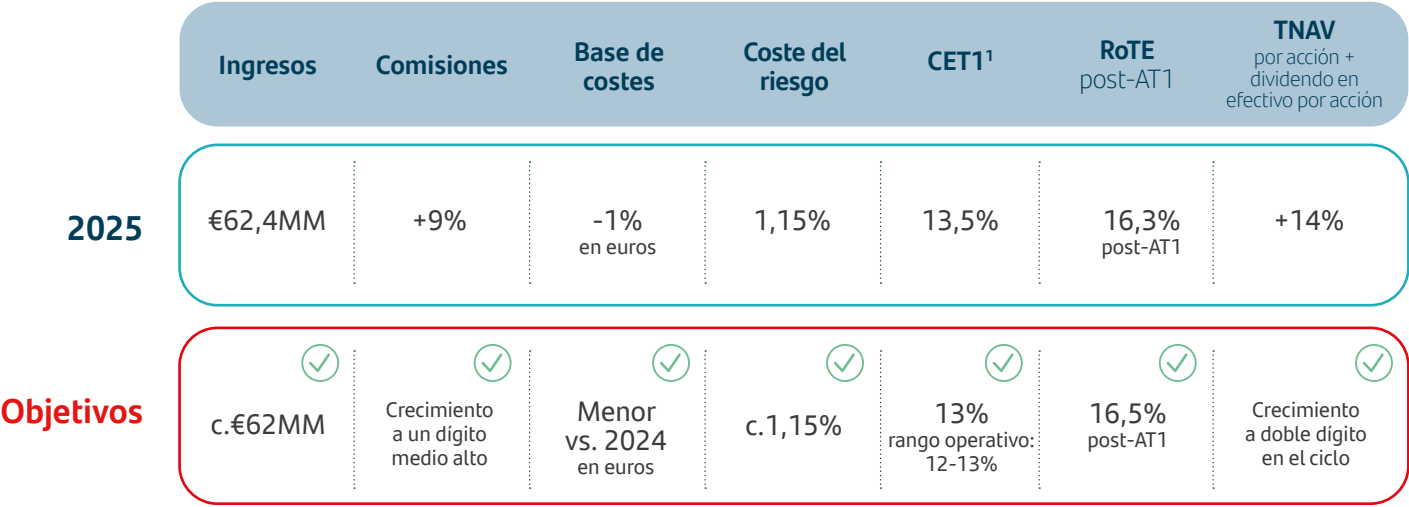 Ingresos
Comisiones
Base de
costes
Coste del
riesgo
CET1¹
RoTE
post-AT1
TNAV
por acción +
dividendo en
efectivo por acción
2025
€62,4MM
+9%
-1%
en euros
1,15%
13,5%
16,3%
post-AT1
+14%
Objetivos
c.€62MM
Crecimiento
a un dígito
medio alto
Menor
vs. 2024
en euros
c.1,15%
13%
rango operativo:
12-13%
16,5%
post-AT1
Crecimiento
a doble dígito
en el ciclo